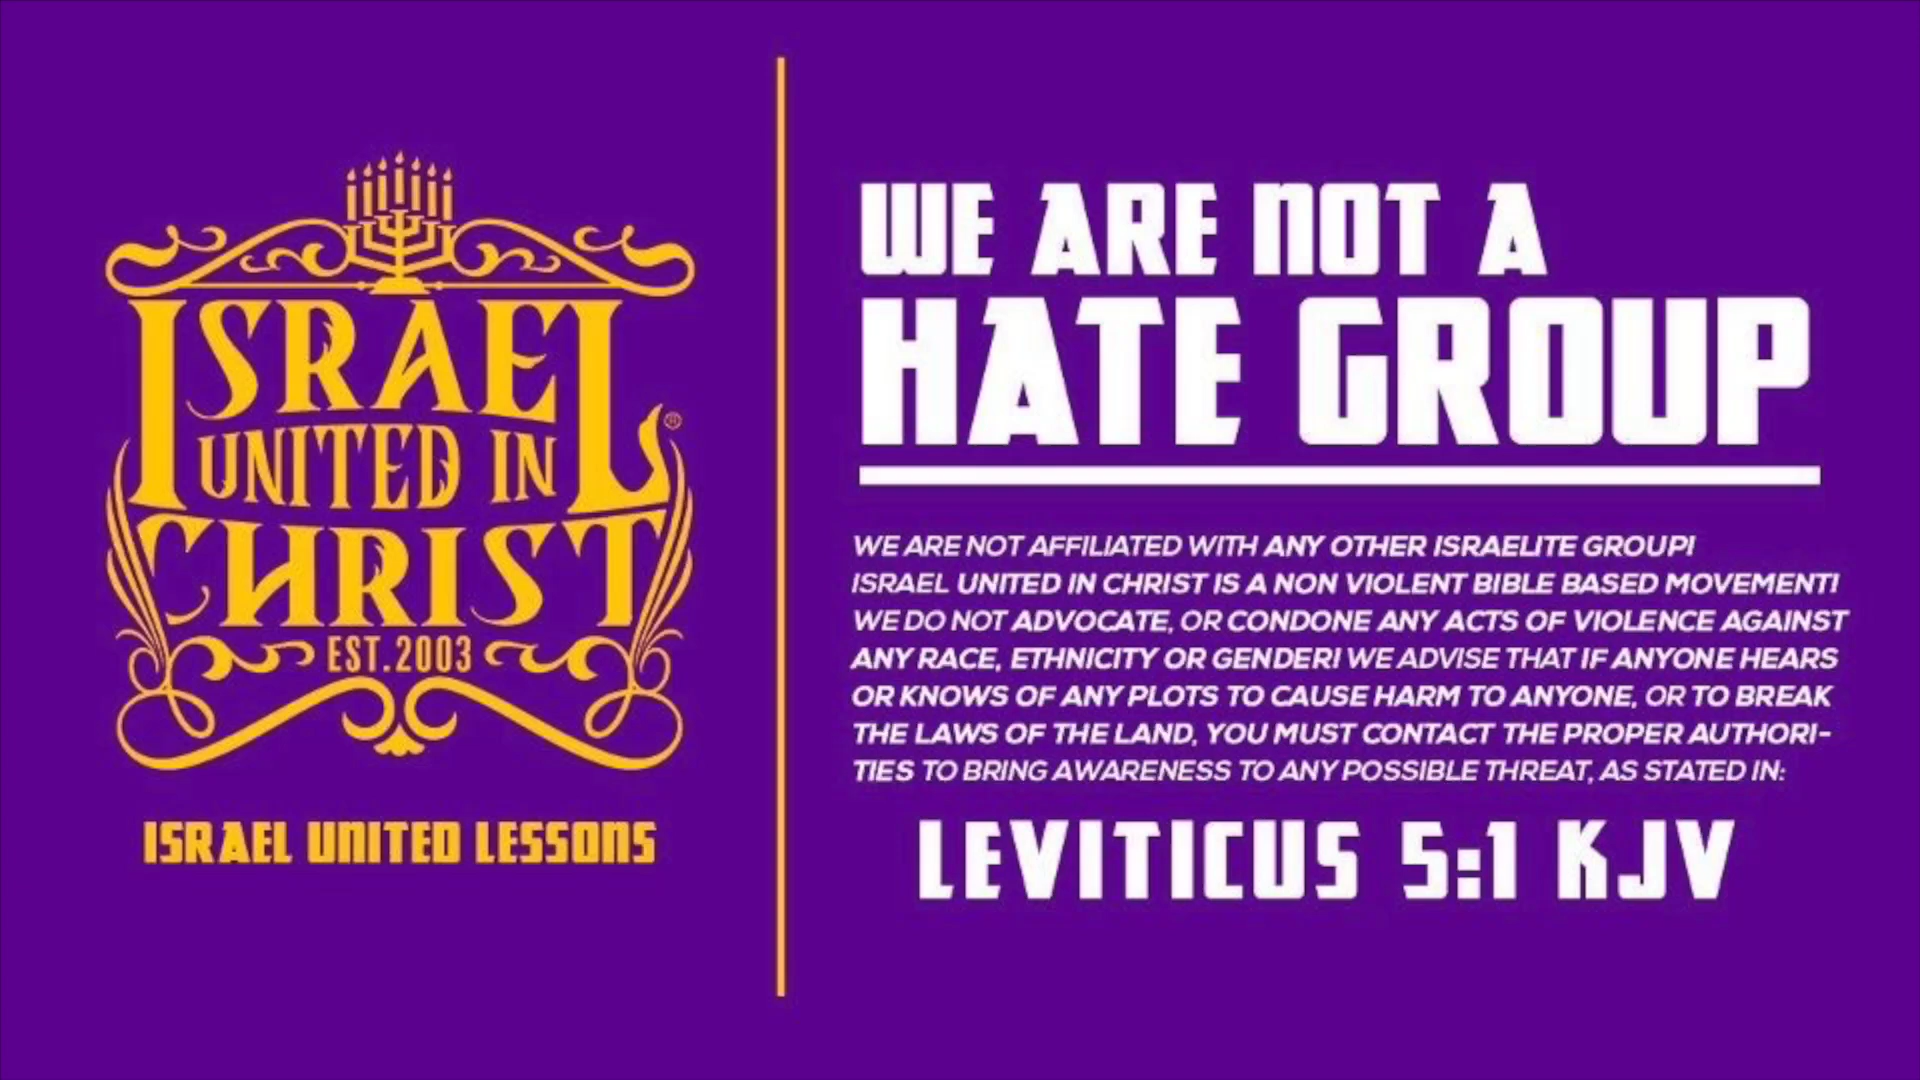 ISRAEL
UNITED IN
CHRIST®
EST.2003
ISRAEL UNITED LESSONS
WE ARE NOT A
HATE GROUP
WE ARE NOT AFFILIATED WITH ANY OTHER ISRAELITE GROUP!
ISRAEL UNITED IN CHRIST IS A NON VIOLENT BIBLE BASED MOVEMENT!
WE DO NOT ADVOCATE, OR CONDONE ANY ACTS OF VIOLENCE AGAINST
ANY RACE, ETHNICITY OR GENDER! WE ADVISE THAT IF ANYONE HEARS
OR KNOWS OF ANY PLOTS TO CAUSE HARM TO ANYONE, OR TO BREAK
THE LAWS OF THE LAND, YOU MUST CONTACT THE PROPER AUTHORI-
TIES TO BRING AWARENESS TO ANY POSSIBLE THREAT, AS STATED IN:
LEVITICUS 5:1 KJV